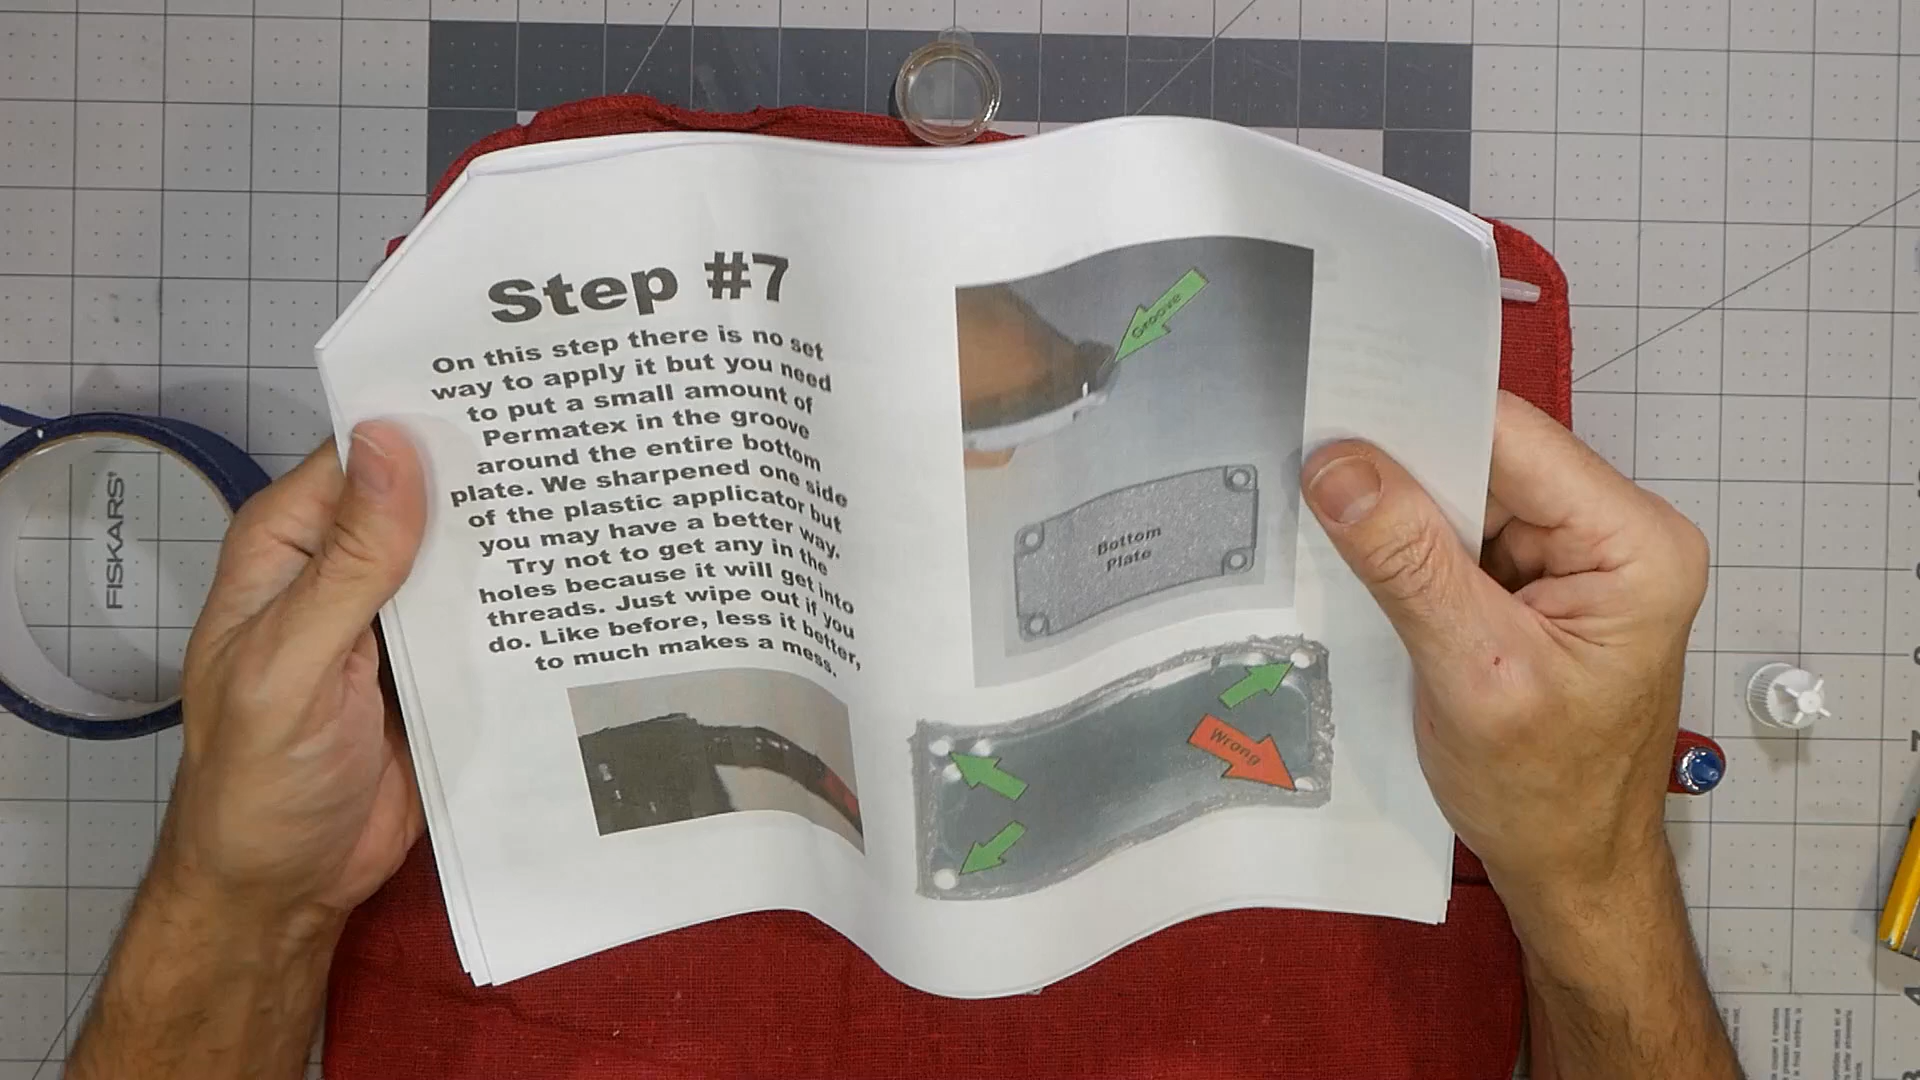 Step #7
On this step there is no set
way to apply it but you need
to put a small amount of
Permatex in the groove
around the entire bottom
plate. We sharpened one side
of the plastic applicator but
you may have a better way.
Try not to get any in the
holes because it will get into
threads. Just wipe out if you
do. Like before, less it better,
to much makes a mess.
Groove
Bottom
Plate
Wrong
FISKARS
7
4
3